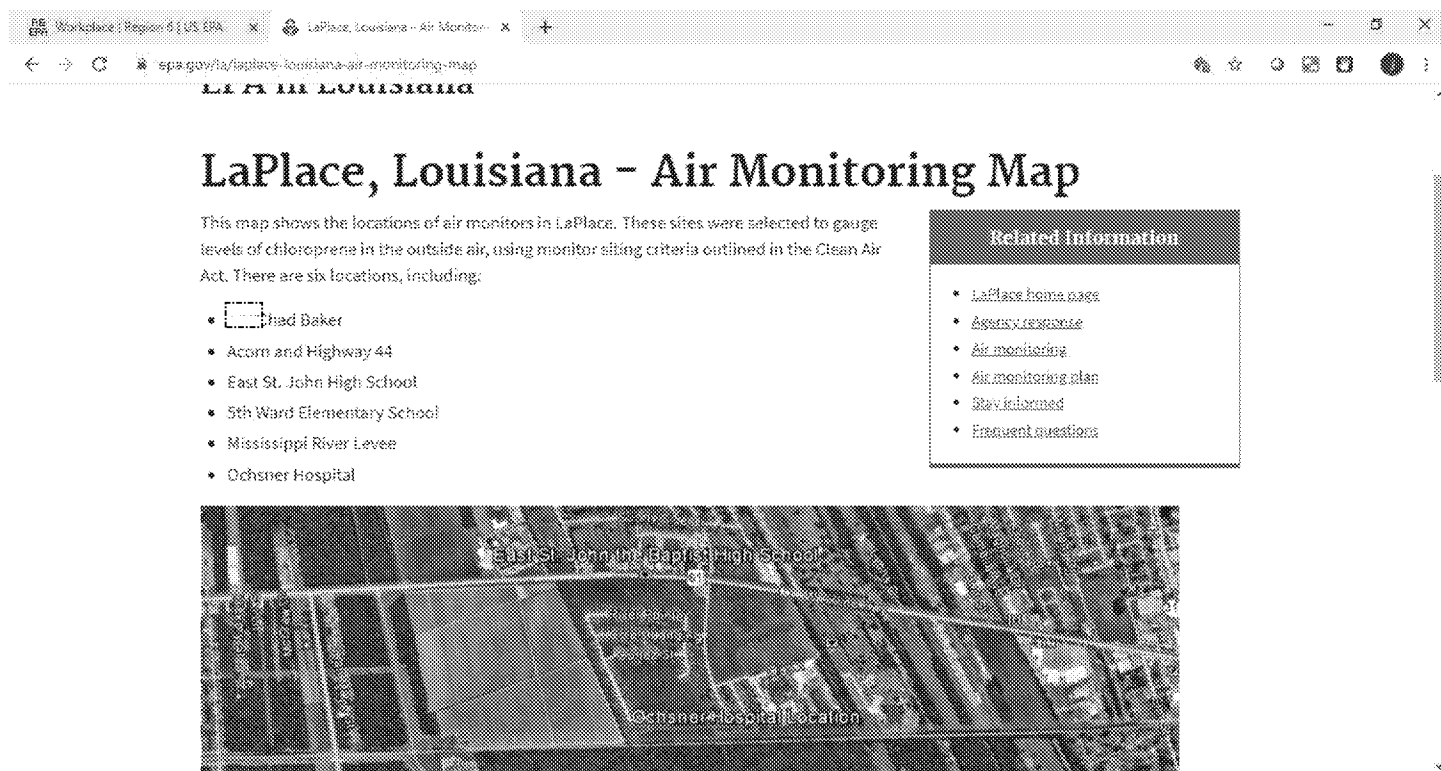 Workplace | Region 6 | US EPA
LaPlace, Louisiana - Air Monitor
epa.gov/la/laplace-louisiana-air-monitoring-map
EPA in Louisiana
LaPlace, Louisiana – Air Monitoring Map
This map shows the locations of air monitors in LaPlace. These sites were selected to gauge
levels of chloroprene in the outside air, using monitor siting criteria outlined in the Clean Air
Act. There are six locations, including:
• had Baker
• Acorn and Highway 44
• East St. John High School
• 5th Ward Elementary School
• Mississippi River Levee
• Ochsner Hospital
Related Information
• LaPlace home page
• Agency response
• Air monitoring
• Air monitoring plan
• Stay informed
• Frequent questions
East St. John the Baptist High School
Ochsner Hospital Location